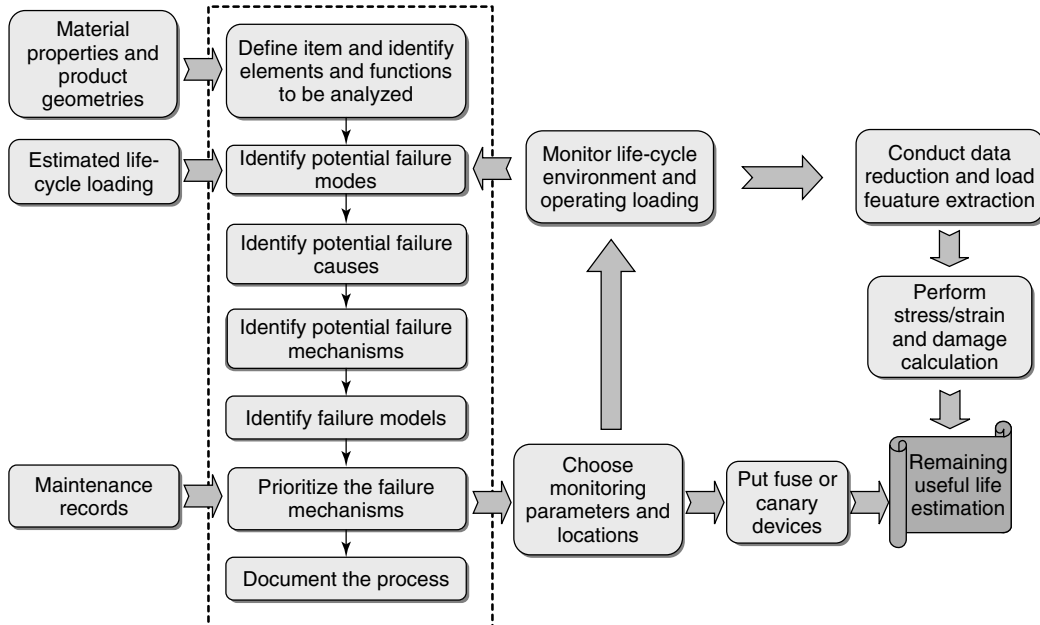 Material
properties and
product
geometries
Define item and identify
elements and functions
to be analyzed
Estimated life-
cycle loading
Identify potential failure
modes
Monitor life-cycle
environment and
operating loading
Conduct data
reduction and load
feuature extraction
Identify potential failure
causes
Perform
stress/strain
and damage
calculation
Identify potential failure
mechanisms
Identify failure models
Maintenance
records
Prioritize the failure
mechanisms
Choose
monitoring
parameters and
locations
Put fuse or
canary
devices
Remaining
useful life
estimation
Document the process